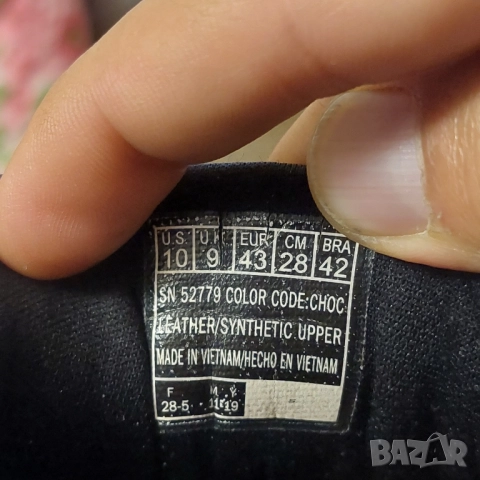 U.S U.K EUR CM BRA
10 9 43 28 42
SN 52779 COLOR CODE:CHOC
LEATHER/SYNTHETIC UPPER
MADE IN VIETNAM/HECHO EN VIETNAM
F M Y
28-5 19
BAZAR